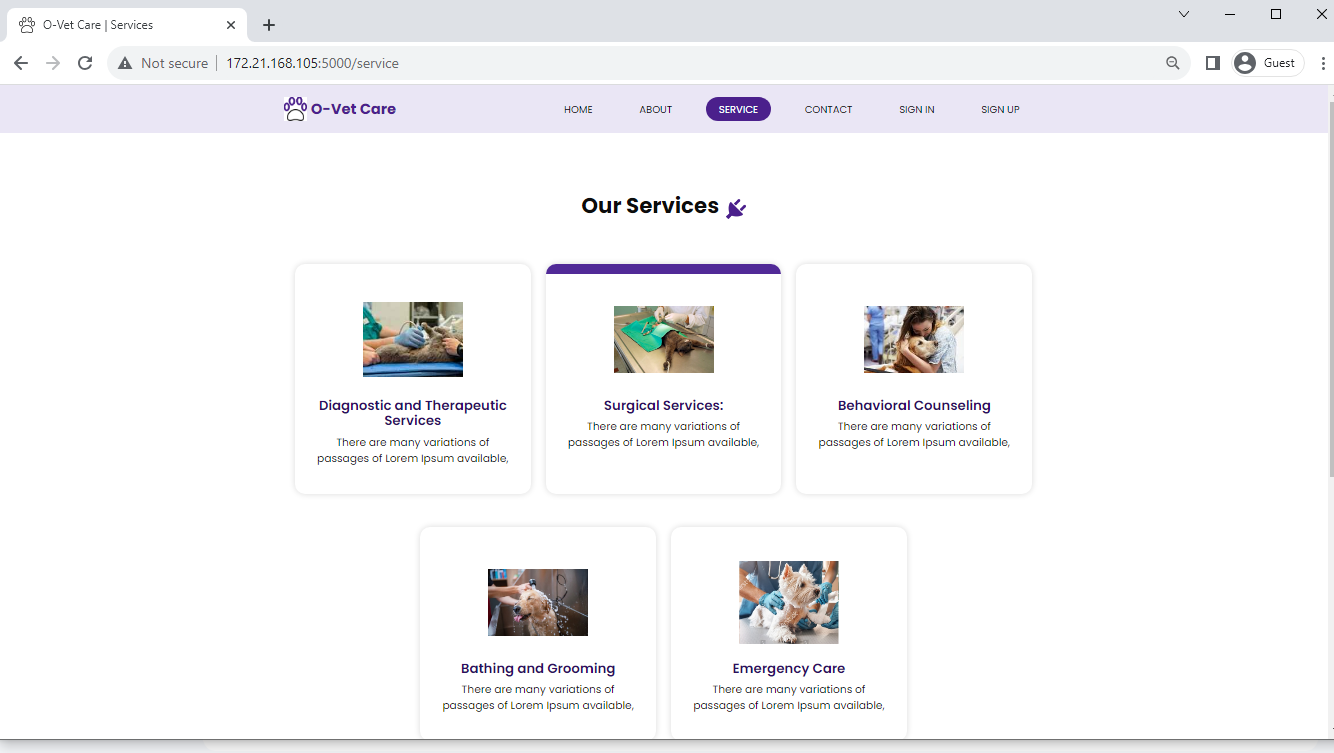 O-Vet Care | Services
Not secure
172.21.168.105:5000/service
Guest
O-Vet Care
HOME
ABOUT
SERVICE
CONTACT
SIGN IN
SIGN UP
Our Services
Diagnostic and Therapeutic
Services
There are many variations of
passages of Lorem Ipsum available,
Surgical Services:
There are many variations of
passages of Lorem Ipsum available,
Behavioral Counseling
There are many variations of
passages of Lorem Ipsum available,
Bathing and Grooming
There are many variations of
passages of Lorem Ipsum available,
Emergency Care
There are many variations of
passages of Lorem Ipsum available,